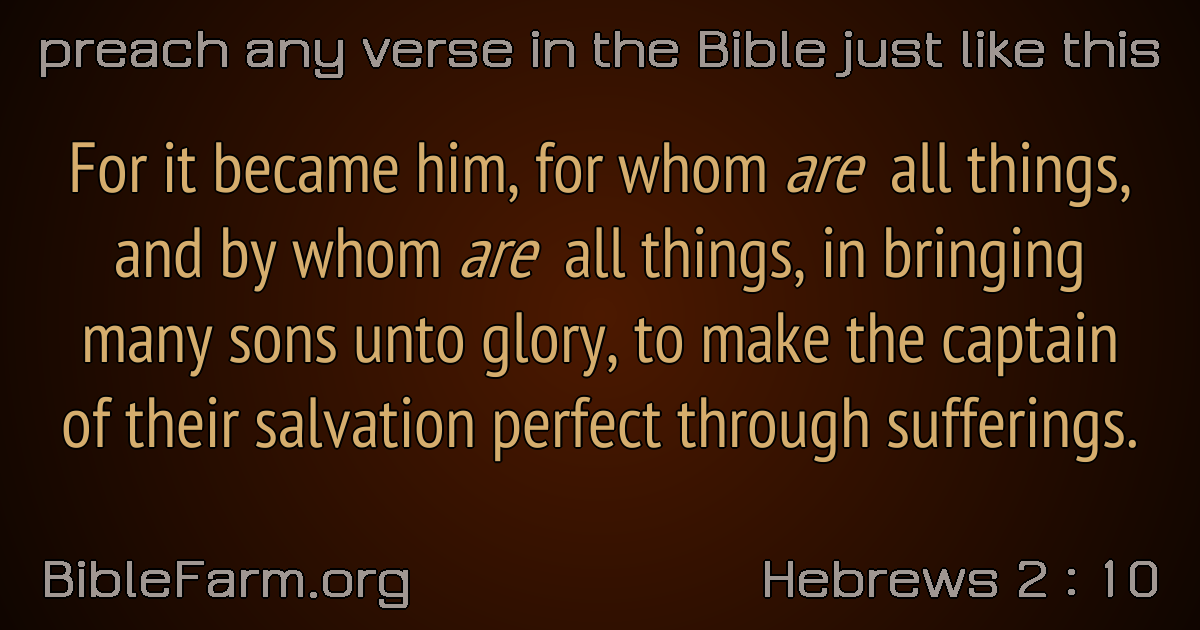 preach any verse in the Bible just like this
For it became him, for whom are all things,
and by whom are all things, in bringing
many sons unto glory, to make the captain
of their salvation perfect through sufferings.
BibleFarm.org
Hebrews 2 : 10